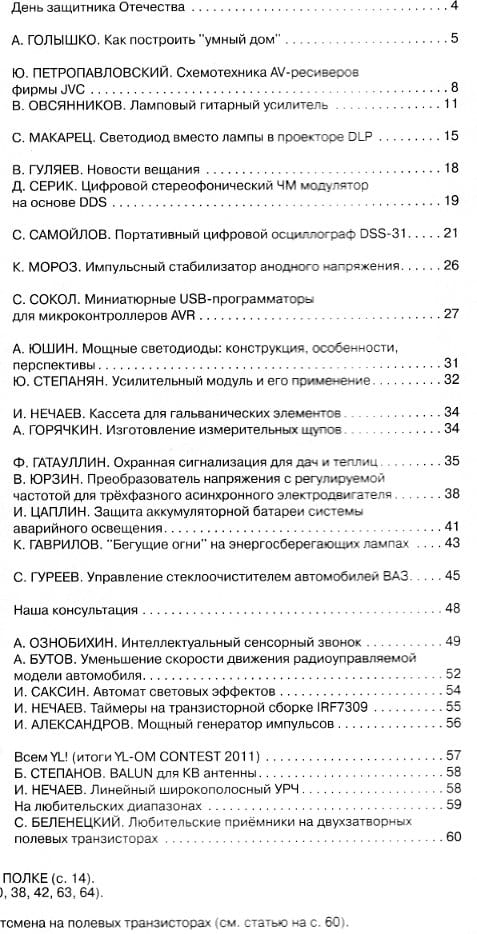 День защитника Отечества . . . . . . . . . . . . . . . . . . . . . . . . . . . . . . . . . . . . 4
А. ГОЛЫШКО. Как построить "умный дом" . . . . . . . . . . . . . . . . . . . . . . . . 5
Ю. ПЕТРОПАВЛОВСКИЙ. Схемотехника AV-ресиверов
фирмы JVC . . . . . . . . . . . . . . . . . . . . . . . . . . . . . . . . . . . . . . . . . . . . . . . . 8
В. ОВСЯННИКОВ. Ламповый гитарный усилитель . . . . . . . . . . . . . . . . 11
С. МАКАРЕЦ. Светодиод вместо лампы в проекторе DLP . . . . . . . . . . 15
В. ГУЛЯЕВ. Новости вещания . . . . . . . . . . . . . . . . . . . . . . . . . . . . . . . . . . 18
Д. СЕРИК. Цифровой стереофонический ЧМ модулятор
на основе DDS . . . . . . . . . . . . . . . . . . . . . . . . . . . . . . . . . . . . . . . . . . . . . 19
С. САМОЙЛОВ. Портативный цифровой осциллограф DSS-31. . . . . 21
К. МОРОЗ. Импульсный стабилизатор анодного напряжения. . . . . . 26
С. СОКОЛ. Миниатюрные USB-программаторы
для микроконтроллеров AVR . . . . . . . . . . . . . . . . . . . . . . . . . . . . . . . . . . 27
А. ЮШИН. Мощные светодиоды: конструкция, особенности,
перспективы. . . . . . . . . . . . . . . . . . . . . . . . . . . . . . . . . . . . . . . . . . . . . . . 31
Ю. СТЕПАНЯН. Усилительный модуль и его применение. . . . . . . . . . 32
И. НЕЧАЕВ. Кассета для гальванических элементов . . . . . . . . . . . . . . 34
А. ГОРЯЧКИН. Изготовление измерительных щупов. . . . . . . . . . . . . . 34
Ф. ГАТАУЛЛИН. Охранная сигнализация для дач и теплиц . . . . . . . . . 35
В. ЮРЗИН. Преобразователь напряжения с регулируемой
частотой для трёхфазного асинхронного электродвигателя. . . . . . . 38
И. ЦАПЛИН. Защита аккумуляторной батареи системы
аварийного освещения. . . . . . . . . . . . . . . . . . . . . . . . . . . . . . . . . . . . . . . 41
К. ГАВРИЛОВ. "Бегущие огни" на энергосберегающих лампах . . . . 43
С. ГУРЕЕВ. Управление стеклоочистителем автомобилей ВАЗ. . . . . 45
Наша консультация . . . . . . . . . . . . . . . . . . . . . . . . . . . . . . . . . . . . . . . . . . 48
А. ОЗНОБИХИН. Интеллектуальный сенсорный звонок . . . . . . . . . . . 49
А. БУТОВ. Уменьшение скорости движения радиоуправляемой
модели автомобиля. . . . . . . . . . . . . . . . . . . . . . . . . . . . . . . . . . . . . . . . . 52
И. САКСИН. Автомат световых эффектов . . . . . . . . . . . . . . . . . . . . . . . 54
И. НЕЧАЕВ. Таймеры на транзисторной сборке IRF7309 . . . . . . . . . . 55
И. АЛЕКСАНДРОВ. Мощный генератор импульсов . . . . . . . . . . . . . . . 56
Всем YL! (итоги YL-OM CONTEST 2011) . . . . . . . . . . . . . . . . . . . . . . . . . 57
Б. СТЕПАНОВ. BALUN для КВ антенны. . . . . . . . . . . . . . . . . . . . . . . . . . 58
И. НЕЧАЕВ. Линейный широкополосный УРЧ. . . . . . . . . . . . . . . . . . . . 58
На любительских диапазонах . . . . . . . . . . . . . . . . . . . . . . . . . . . . . . . . . 59
С. БЕЛЕНЕЦКИЙ. Любительские приёмники на двухзатворных
полевых транзисторах . . . . . . . . . . . . . . . . . . . . . . . . . . . . . . . . . . . . . . . 60
ПОЛКЕ (с. 14).
0, 38, 42, 63, 64).
тсмена на полевых транзисторах (см. статью на с. 60).